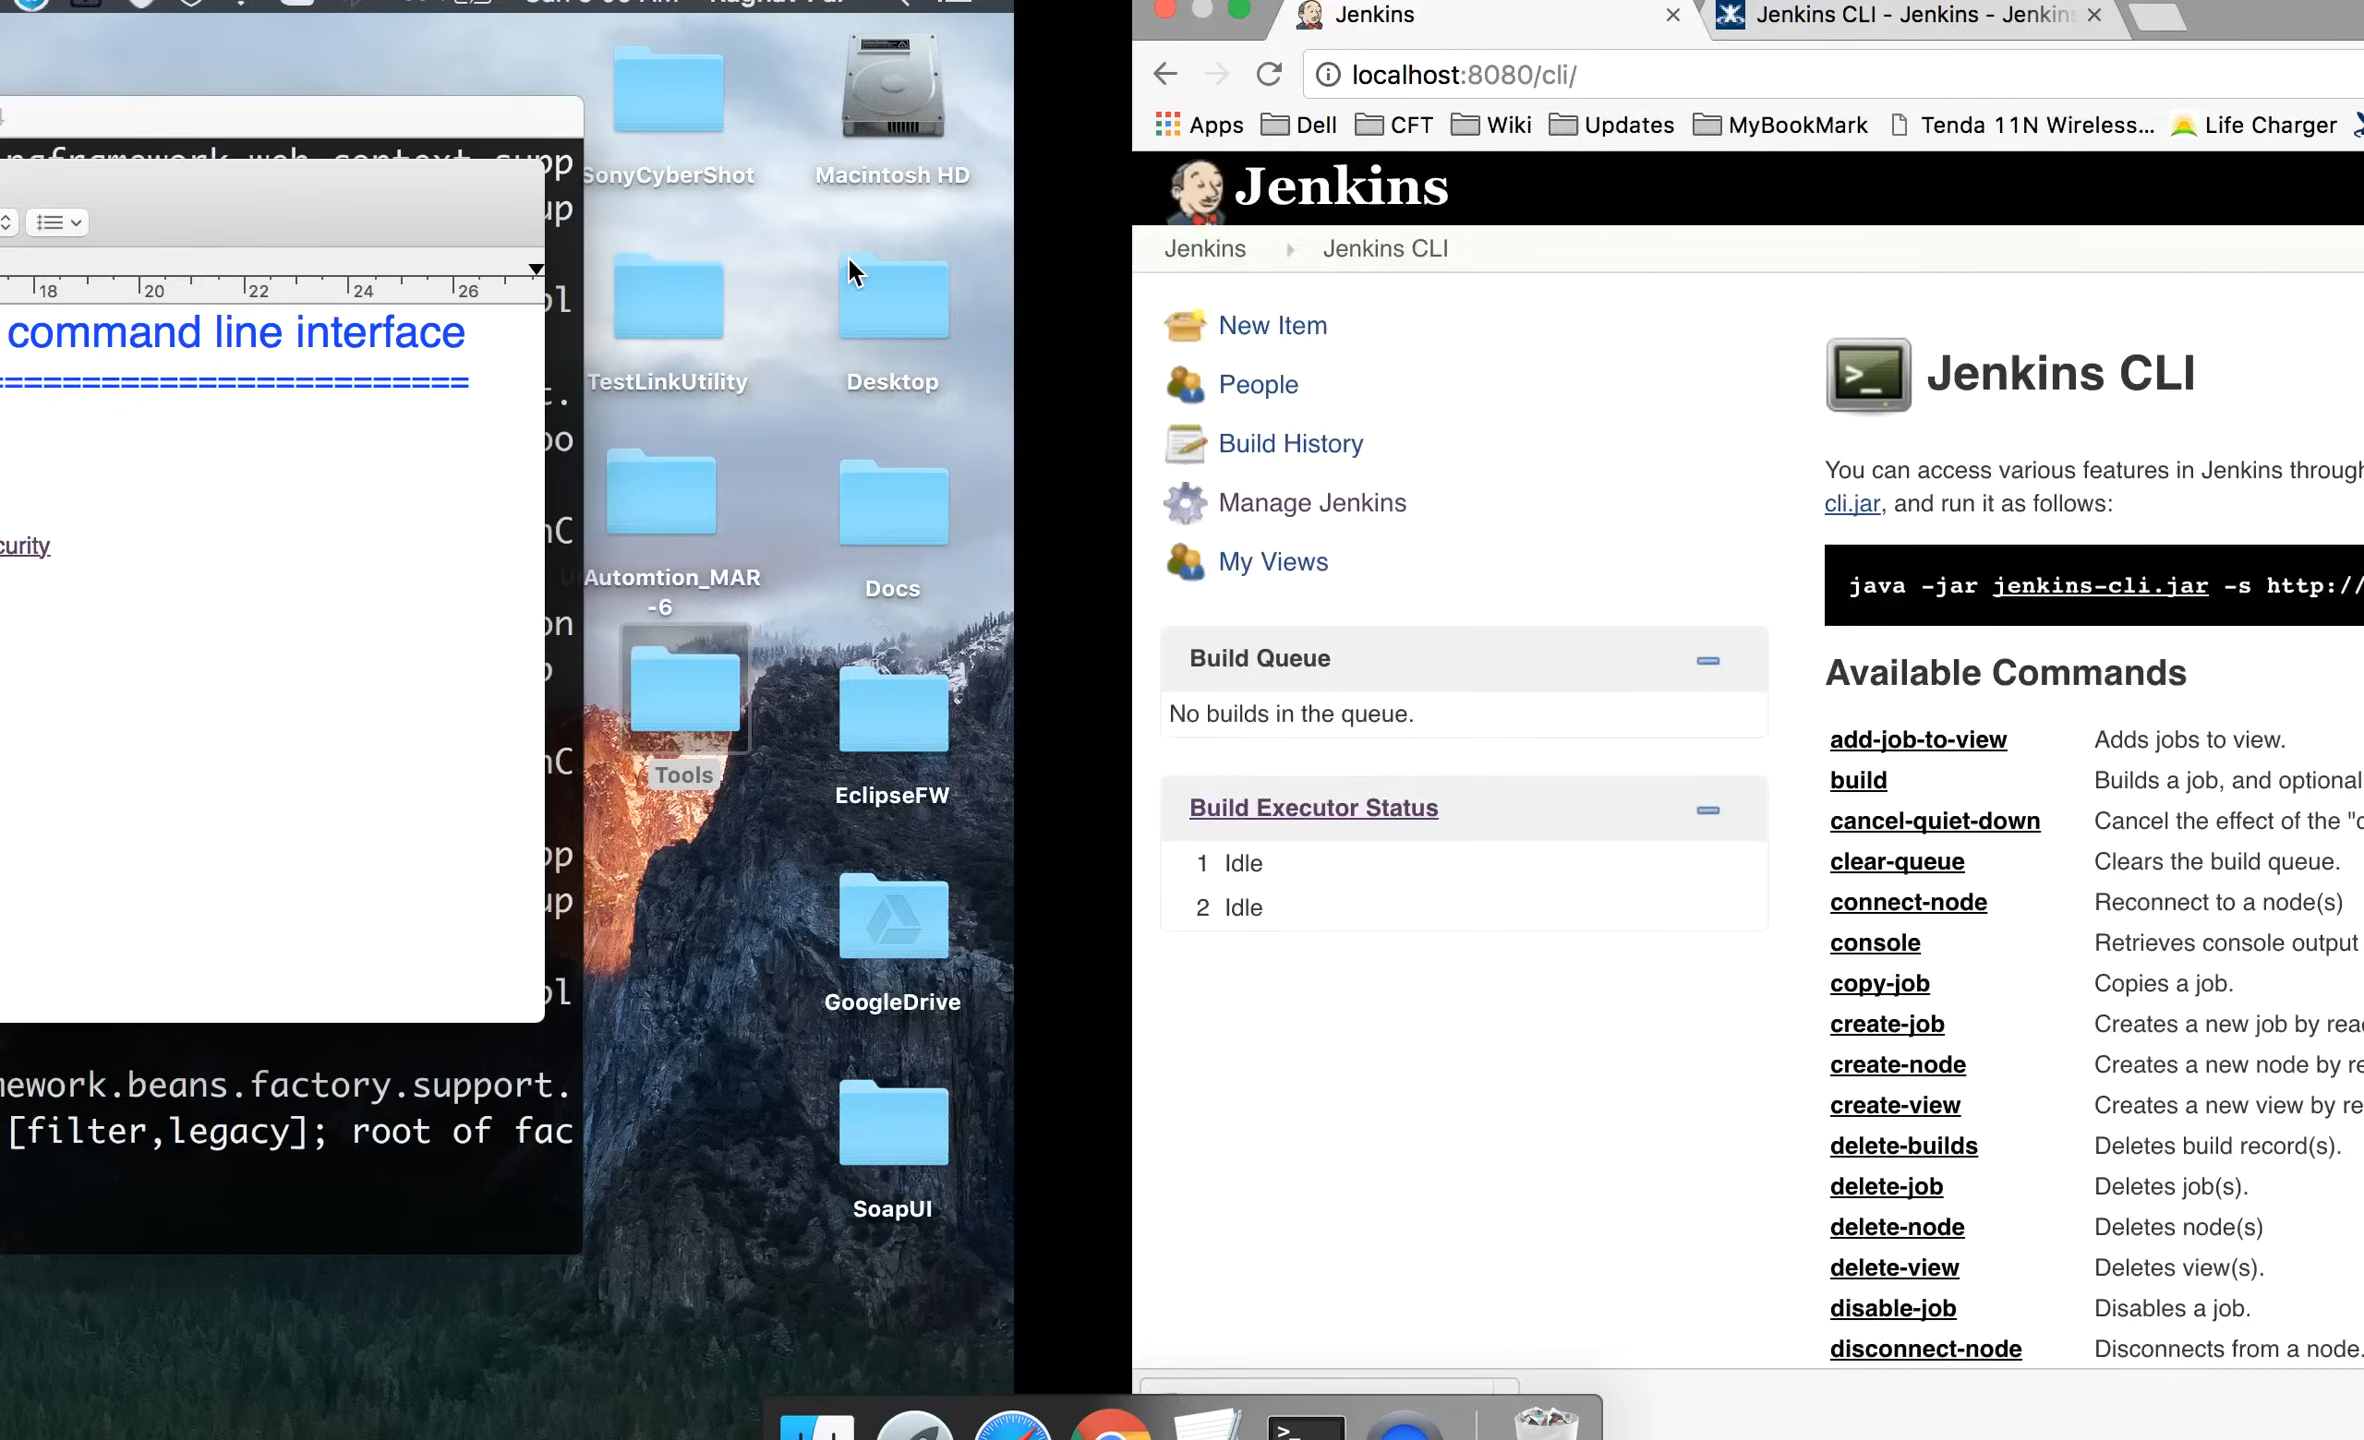 SonyCyberShot
Macintosh HD
TestLinkUtility
Desktop
Automtion_MAR
-6
Docs
Tools
EclipseFW
GoogleDrive
SoapUI
18 20 22 24 26
command line interface
==========================
curity
[filter,legacy]; root of fac
ework.beans.factory.support.
Jenkins
Jenkins CLI - Jenkins - Jenkins
localhost:8080/cli/
Apps Dell CFT Wiki Updates MyBookMark Tenda 11N Wireless... Life Charger
Jenkins
Jenkins Jenkins CLI
New Item
People
Build History
Manage Jenkins
My Views
Build Queue
No builds in the queue.
Build Executor Status
1 Idle
2 Idle
>_ Jenkins CLI
You can access various features in Jenkins through
cli.jar, and run it as follows:
java -jar jenkins-cli.jar -s http://
Available Commands
add-job-to-view Adds jobs to view.
build Builds a job, and optional
cancel-quiet-down Cancel the effect of the "
clear-queue Clears the build queue.
connect-node Reconnect to a node(s)
console Retrieves console output
copy-job Copies a job.
create-job Creates a new job by rea
create-node Creates a new node by re
create-view Creates a new view by re
delete-builds Deletes build record(s).
delete-job Deletes job(s).
delete-node Deletes node(s)
delete-view Deletes view(s).
disable-job Disables a job.
disconnect-node Disconnects from a node.